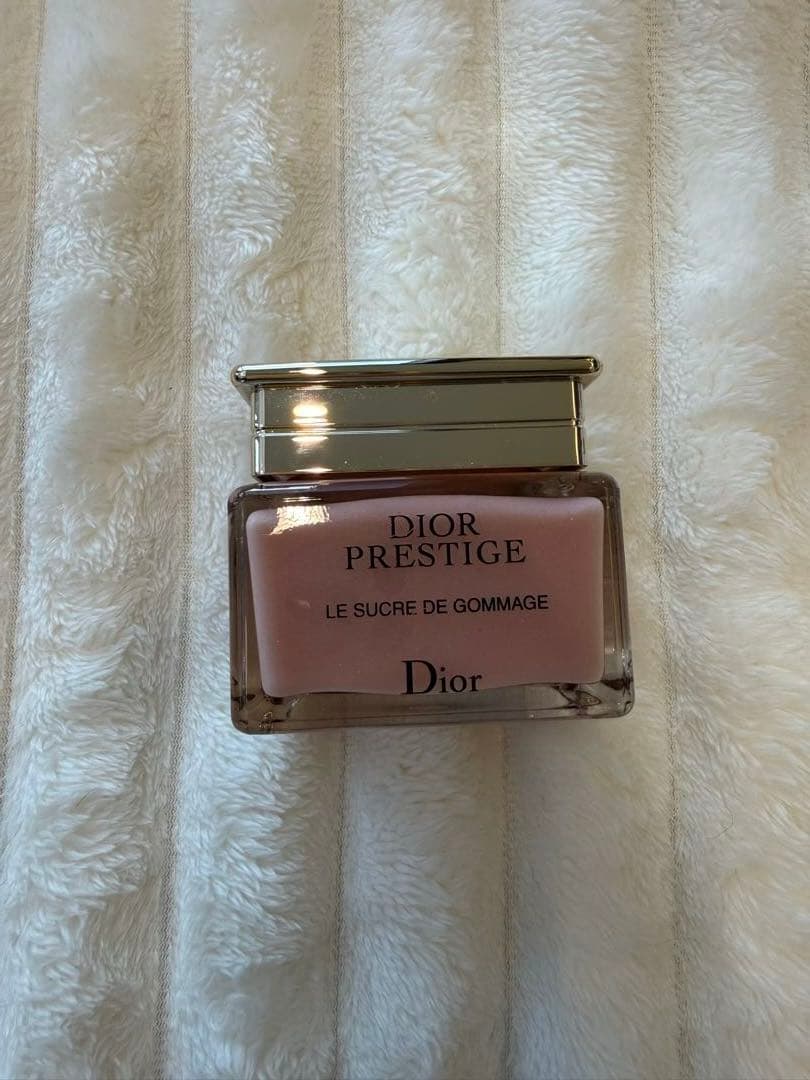 DIOR
PRESTIGE
LE SUCRE DE GOMMAGE
Dior